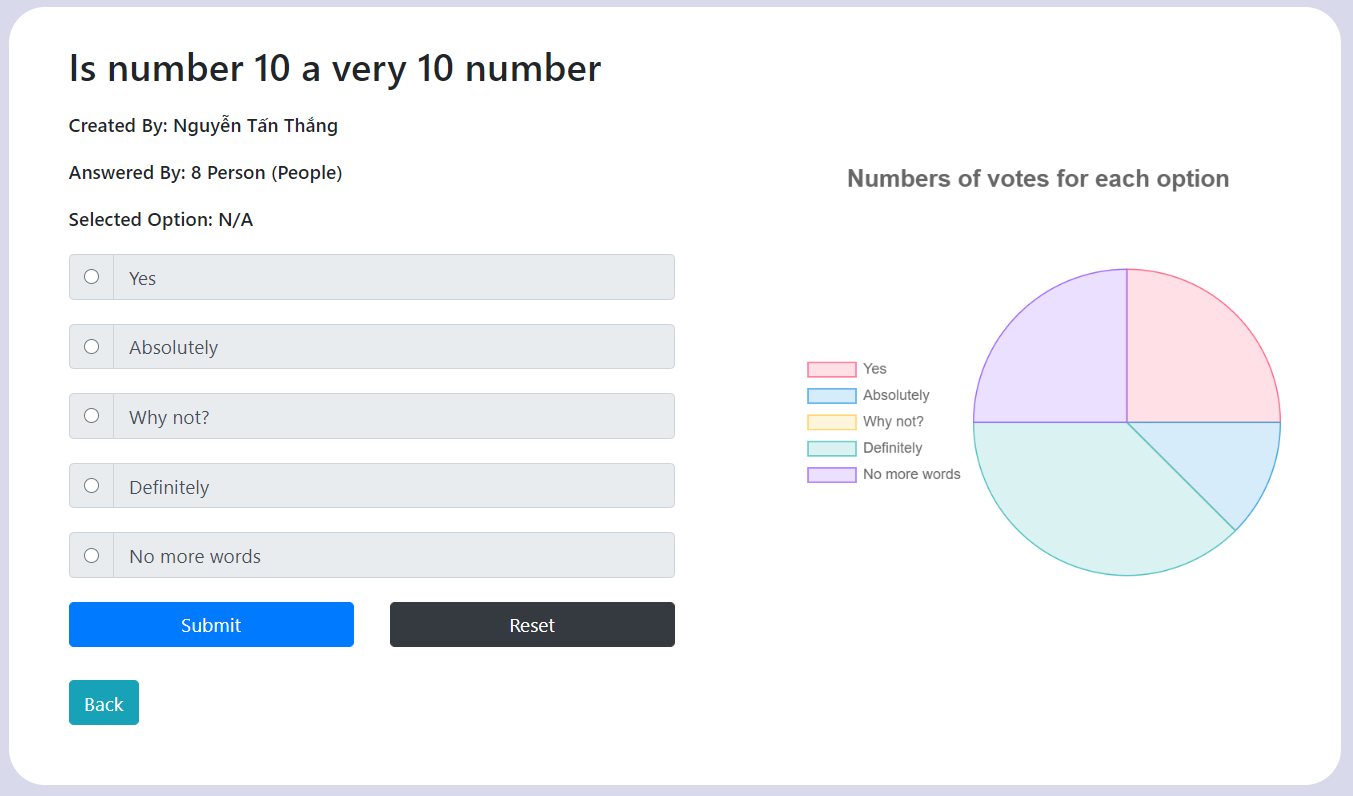 Is number 10 a very 10 number
Created By: Nguyễn Tấn Thắng
Answered By: 8 Person (People)
Selected Option: N/A
Yes
Absolutely
Why not?
Definitely
No more words
Submit
Reset
Back
Numbers of votes for each option
Yes
Absolutely
Why not?
Definitely
No more words